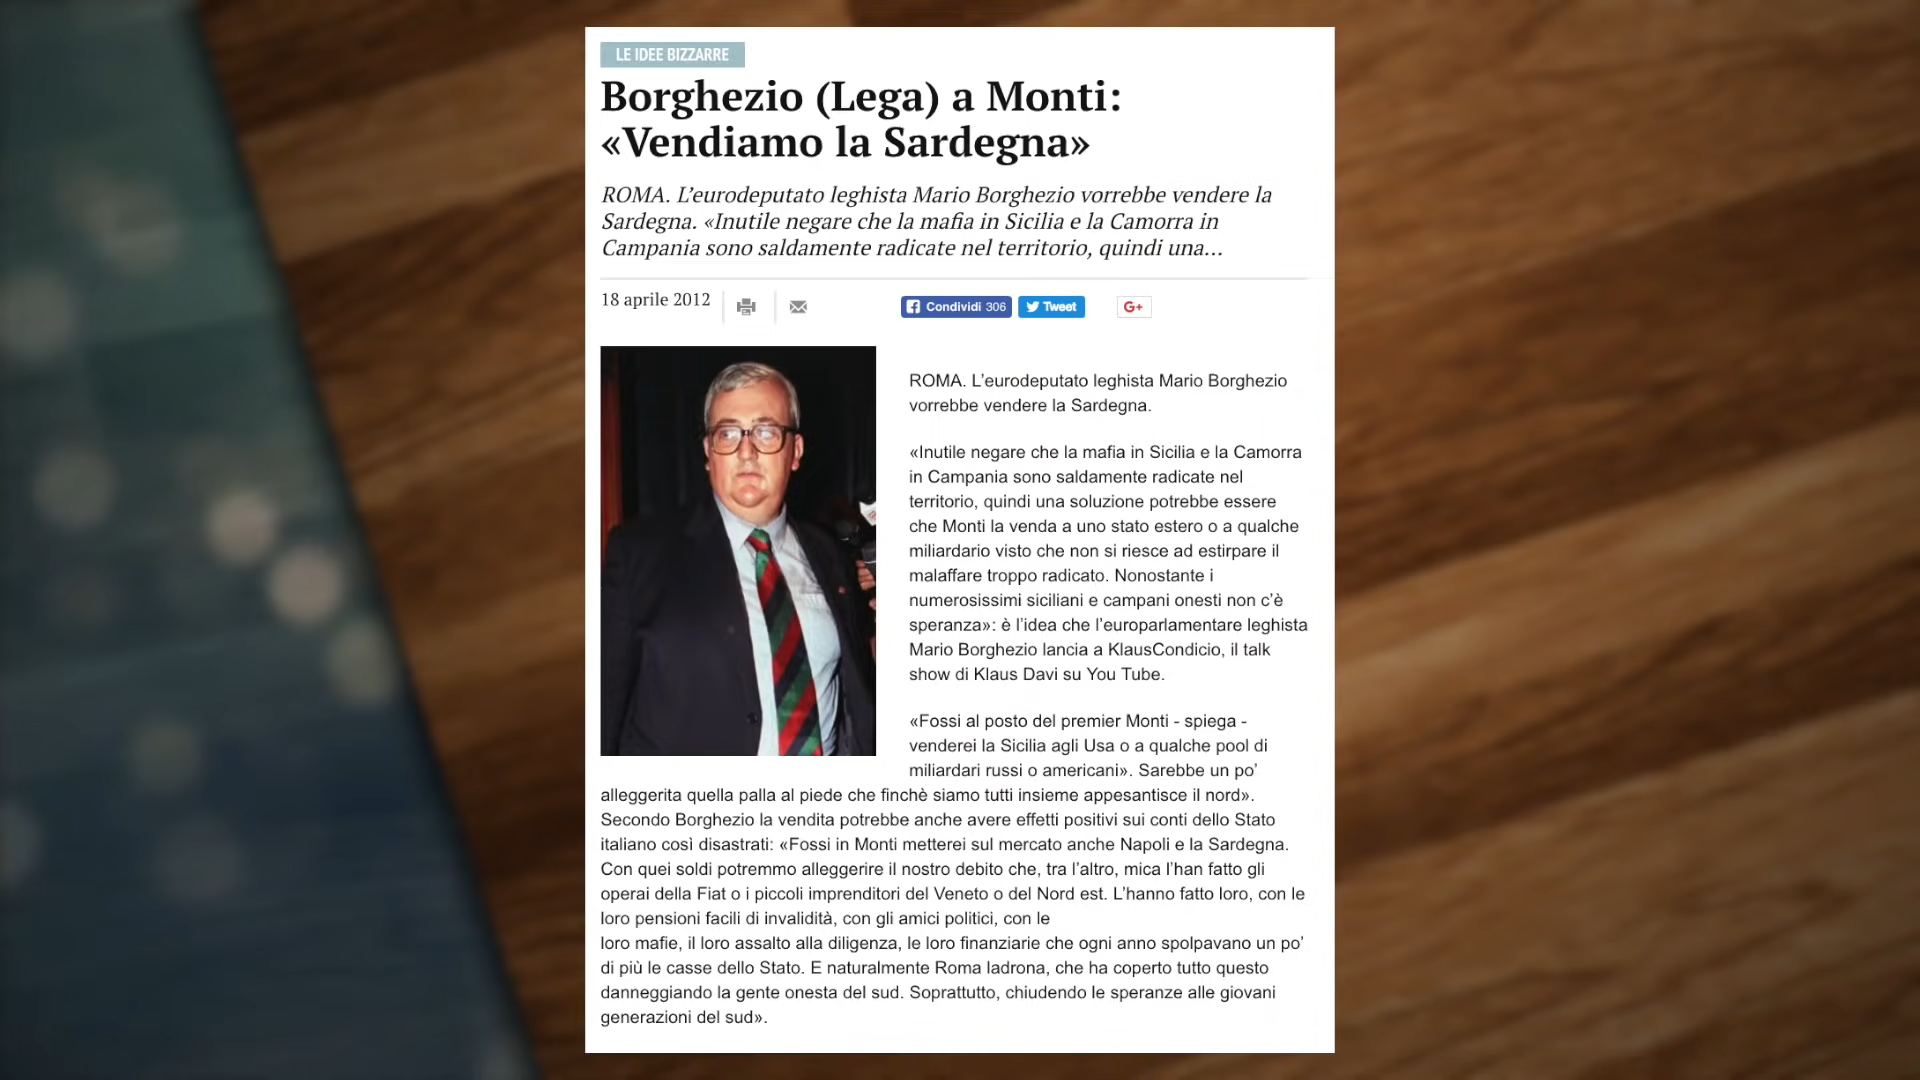 LE IDEE BIZZARRE
Borghezio (Lega) a Monti:
«Vendiamo la Sardegna»
ROMA. L’eurodeputato leghista Mario Borghezio vorrebbe vendere la
Sardegna. «Inutile negare che la mafia in Sicilia e la Camorra in
Campania sono saldamente radicate nel territorio, quindi una...
18 aprile 2012
Condividi 306
Tweet
G+
ROMA. L’eurodeputato leghista Mario Borghezio
vorrebbe vendere la Sardegna.
«Inutile negare che la mafia in Sicilia e la Camorra
in Campania sono saldamente radicate nel
territorio, quindi una soluzione potrebbe essere
che Monti la venda a uno stato estero o a qualche
miliardario visto che non si riesce ad estirpare il
malaffare troppo radicato. Nonostante i
numerosissimi siciliani e campani onesti non c’è
speranza»: è l’idea che l’europarlamentare leghista
Mario Borghezio lancia a KlausCondicio, il talk
show di Klaus Davi su You Tube.
«Fossi al posto del premier Monti - spiega -
venderei la Sicilia agli Usa o a qualche pool di
miliardari russi o americani». Sarebbe un po’
alleggerita quella palla al piede che finchè siamo tutti insieme appesantisce il nord».
Secondo Borghezio la vendita potrebbe anche avere effetti positivi sui conti dello Stato
italiano così disastrati: «Fossi in Monti metterei sul mercato anche Napoli e la Sardegna.
Con quei soldi potremmo alleggerire il nostro debito che, tra l’altro, mica l’han fatto gli
operai della Fiat o i piccoli imprenditori del Veneto o del Nord est. L’hanno fatto loro, con le
loro pensioni facili di invalidità, con gli amici politici, con le
loro mafie, il loro assalto alla diligenza, le loro finanziarie che ogni anno spolpavano un po’
di più le casse dello Stato. E naturalmente Roma ladrona, che ha coperto tutto questo
danneggiando la gente onesta del sud. Soprattutto, chiudendo le speranze alle giovani
generazioni del sud».